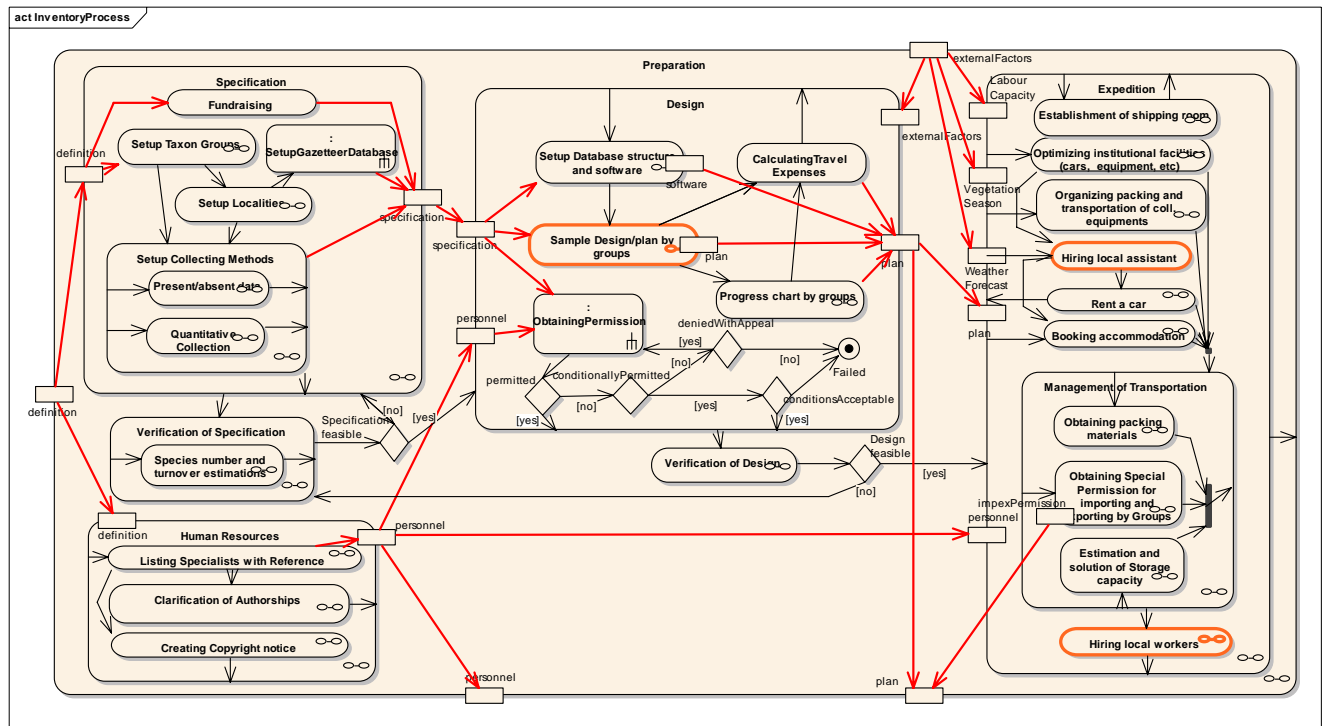 act InventoryProcess
Preparation
Specification
Fundraising
Setup Taxon Groups
:
SetupGazetteerDatabase
definition
Setup Localities
specification
Setup Collecting Methods
Present/absent data
Quantitative
Collection
definition
Verification of Specification
Species number and
turnover estimations
Specification
feasible
[no]
[yes]
definition
Human Resources
personnel
Listing Specialists with Reference
Clarification of Authorships
Creating Copyright notice
personnel
Design
Setup Database structure
and software
software
CalculatingTravel
Expenses
specification
Sample Design/plan by
groups
plan
plan
Progress chart by groups
personnel
:
ObtainingPermission
deniedWithAppeal
[yes]
[no]
[no]
Failed
permitted
conditionallyPermitted
[no]
[yes]
conditionsAcceptable
[yes]
[yes]
Verification of Design
Design
feasible
[yes]
[no]
plan
externalFactors
externalFactors
Labour
Capacity
Vegetation
Season
Weather
Forecast
plan
personnel
Expedition
Establishment of shipping room
Optimizing institutional facilities
(cars, equipment, etc)
Organizing packing and
transportation of coll.
equipments
Hiring local assistant
Rent a car
Booking accommodation
Management of Transportation
Obtaining packing
materials
impexPermission
Obtaining Special
Permission for
importing and
exporting by Groups
Estimation and
solution of Storage
capacity
Hiring local workers